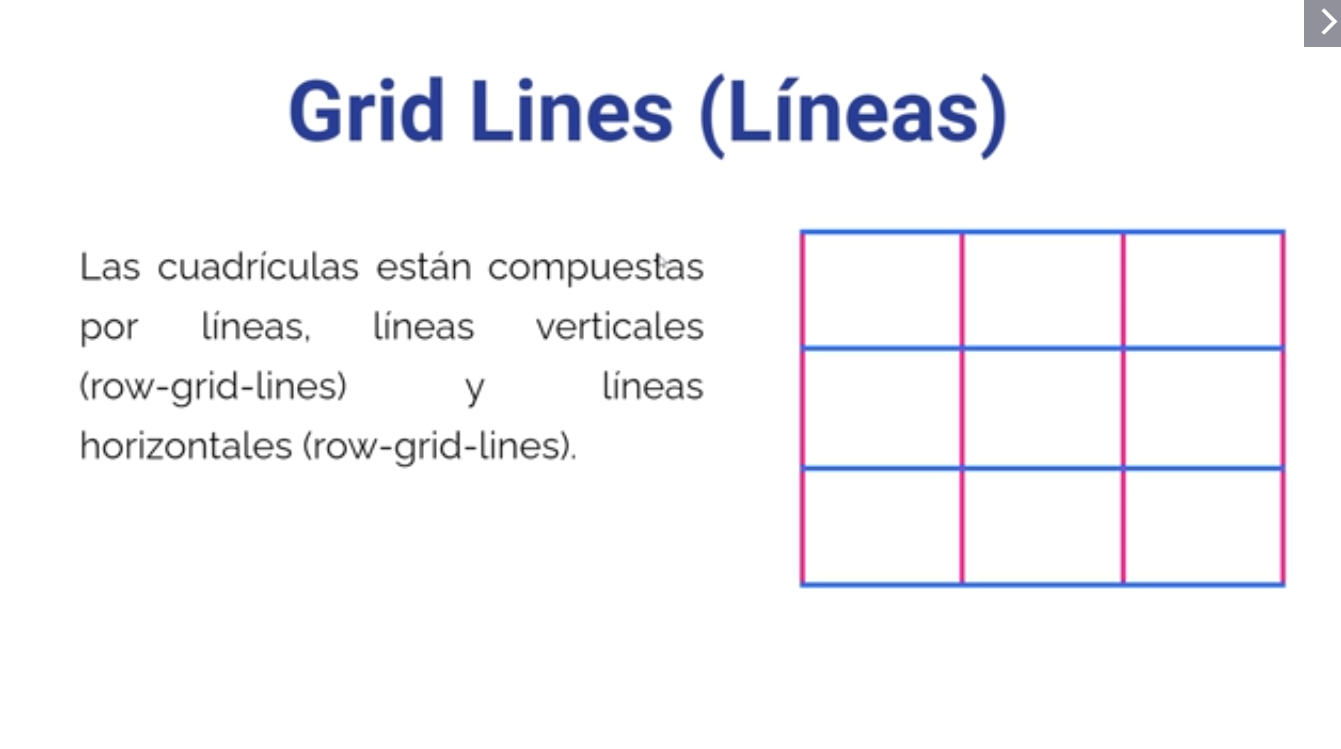 Grid Lines (Líneas)
Las cuadrículas están compuestas
por líneas, líneas verticales
(row-grid-lines) y líneas
horizontales (row-grid-lines).